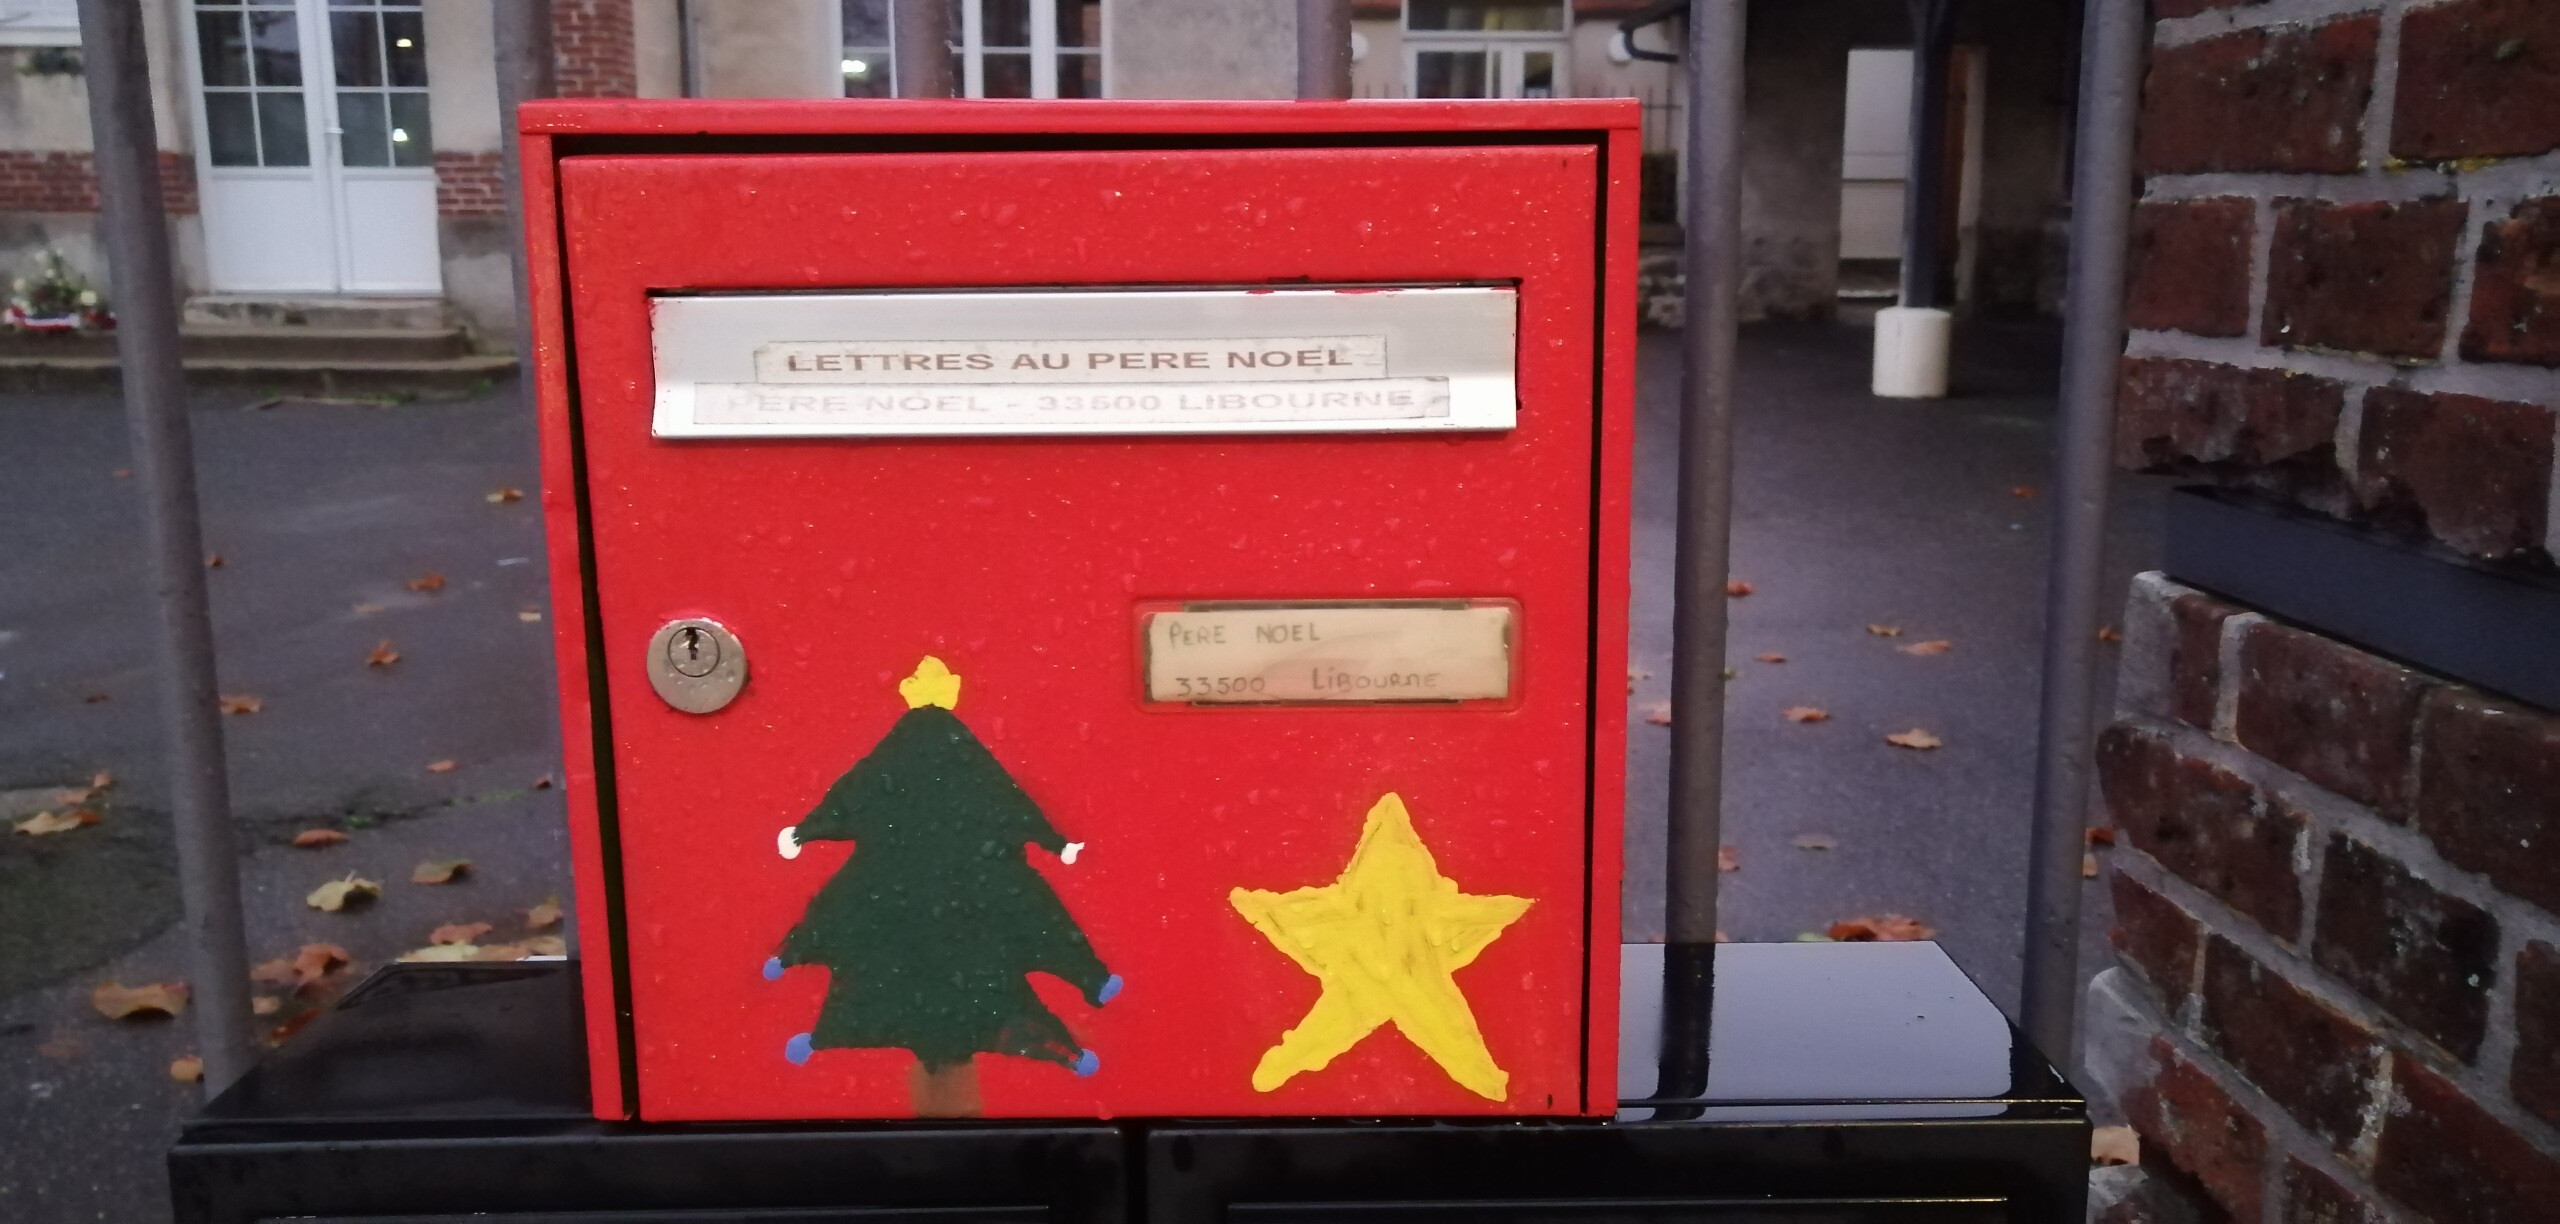 LETTRES AU PERE NOEL
PERE NOEL - 33500 LIBOURNE
PERE NOEL
33500 LIBOURNE